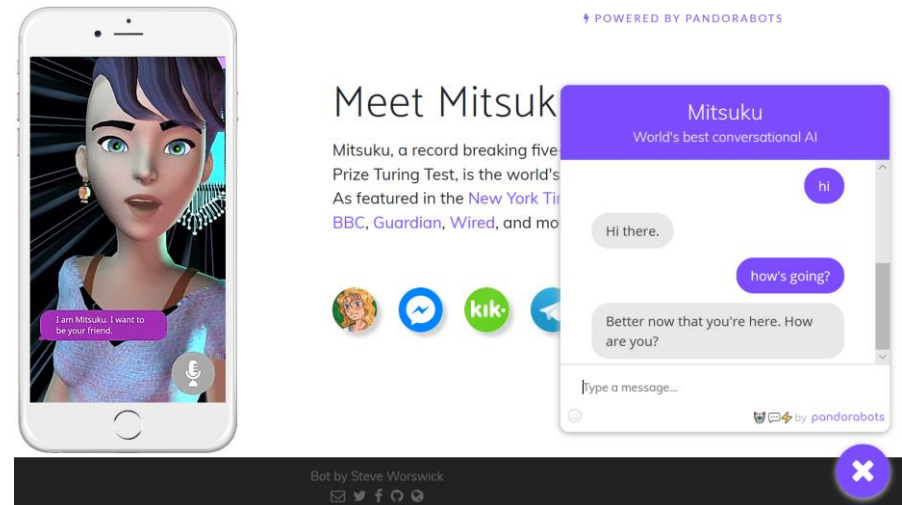 POWERED BY PANDORABOTS
Meet Mitsuk
Mitsuku, a record breaking five
Prize Turing Test, is the world's
As featured in the New York Ti
BBC, Guardian, Wired, and mo
kik
I am Mitsuku. I want to
be your friend.
Mitsuku
World's best conversational AI
hi
Hi there.
how's going?
Better now that you're here. How
are you?
Type a message...
by pandorabots
Bot by Steve Worswick